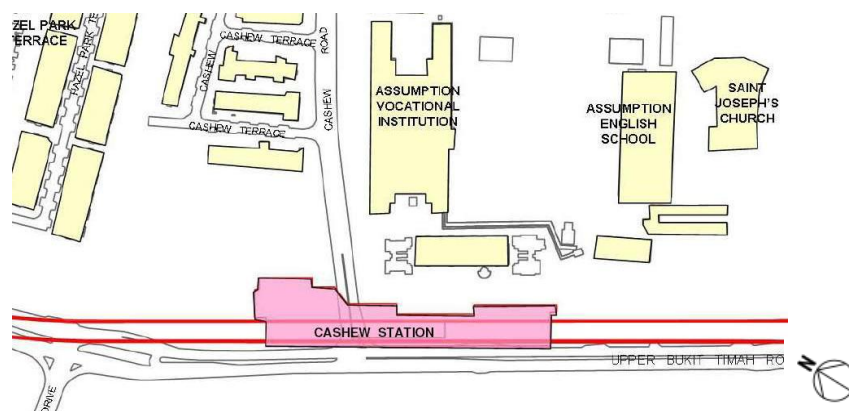 ZEL PARK
TERRACE
HAZEL PARK TE
CASHEW TERRACE
CASHEW
ROAD
CASHEW
CASHEW TERRACE
ASSUMPTION
VOCATIONAL
INSTITUTION
ASSUMPTION
ENGLISH
SCHOOL
SAINT
JOSEPH'S
CHURCH
CASHEW STATION
UPPER BUKIT TIMAH RO
DRIVE
N